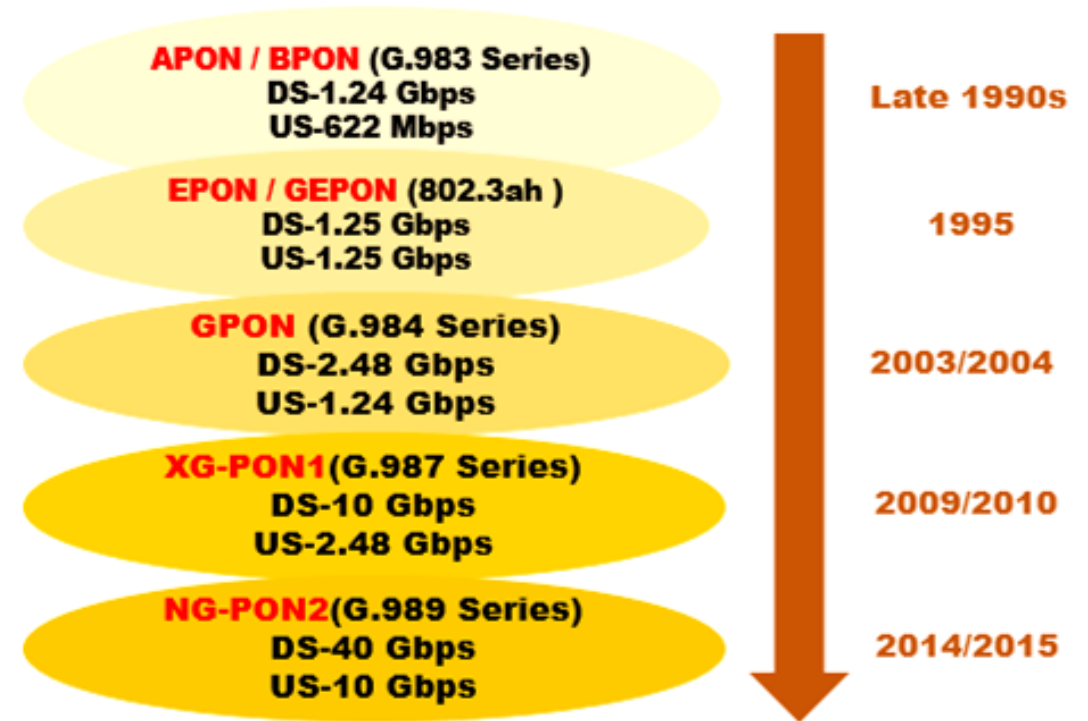 APON / BPON (G.983 Series)
DS-1.24 Gbps
US-622 Mbps
Late 1990s
EPON / GEPON (802.3ah )
DS-1.25 Gbps
US-1.25 Gbps
1995
GPON (G.984 Series)
DS-2.48 Gbps
US-1.24 Gbps
2003/2004
XG-PON1(G.987 Series)
DS-10 Gbps
US-2.48 Gbps
2009/2010
NG-PON2(G.989 Series)
DS-40 Gbps
US-10 Gbps
2014/2015